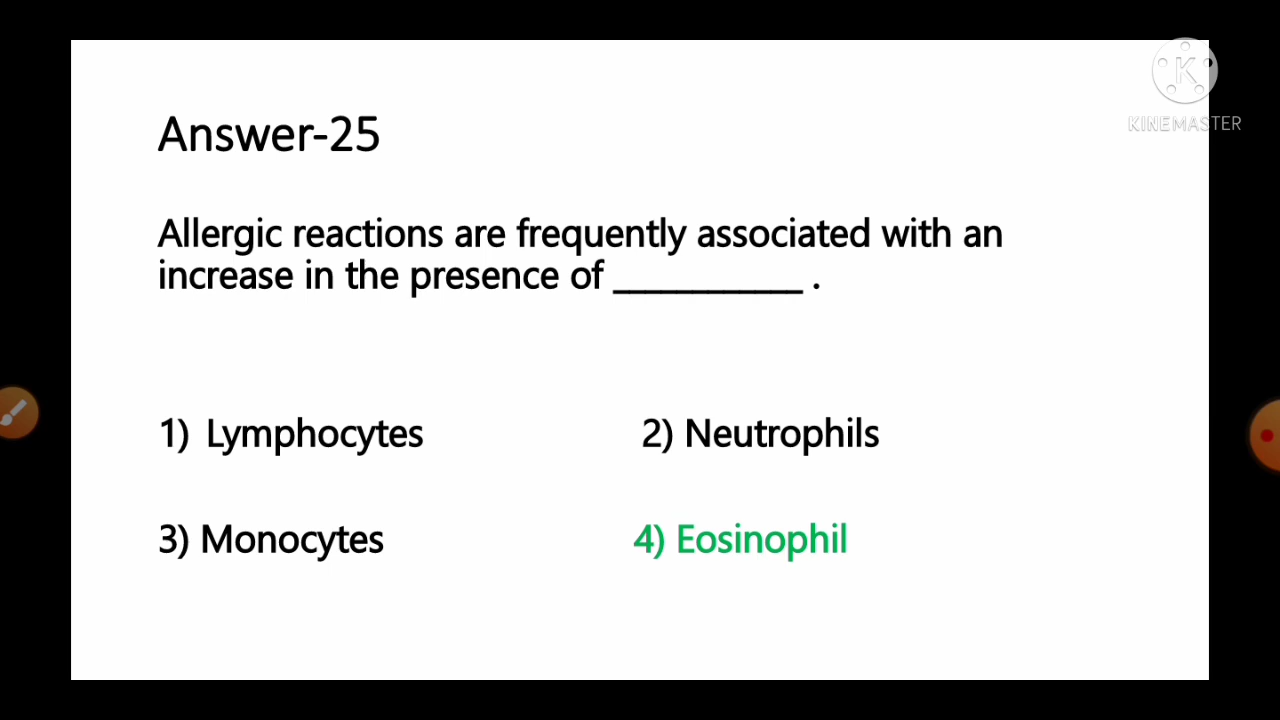 K
KINEMASTER
Answer-25
Allergic reactions are frequently associated with an
increase in the presence of ___________ .
1) Lymphocytes
2) Neutrophils
3) Monocytes
4) Eosinophil